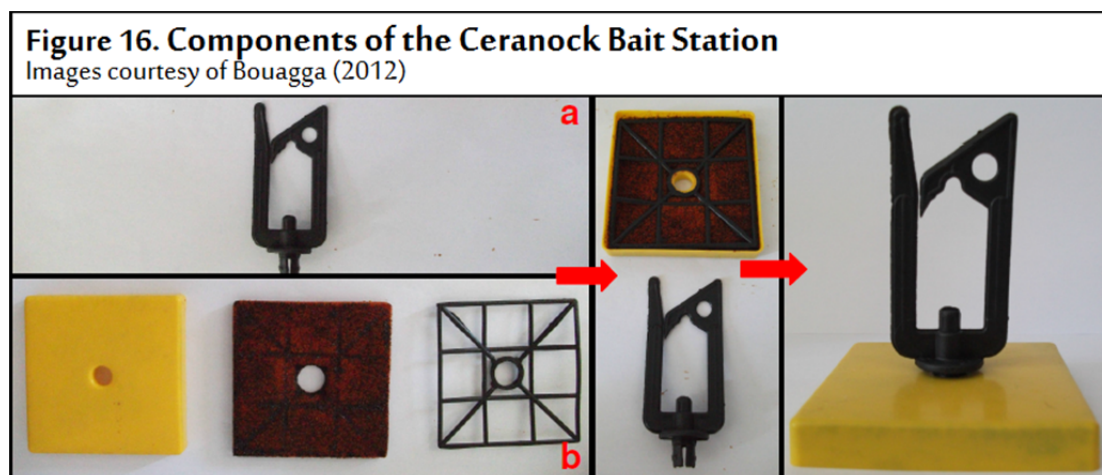 Figure 16. Components of the Ceranock Bait Station
Images courtesy of Bouagga (2012)
a
b